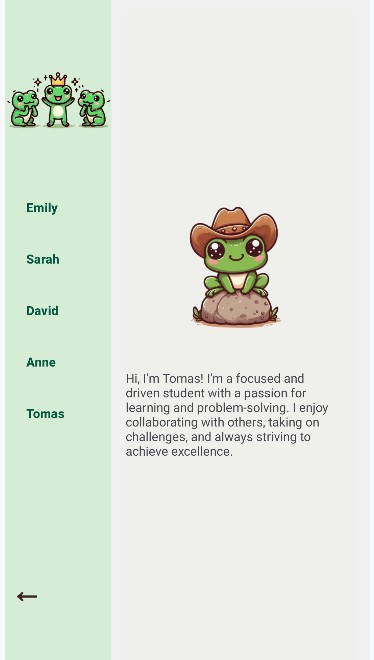 Emily
Sarah
David
Anne
Tomas
Hi, I'm Tomas! I'm a focused and
driven student with a passion for
learning and problem-solving. I enjoy
collaborating with others, taking on
challenges, and always striving to
achieve excellence.